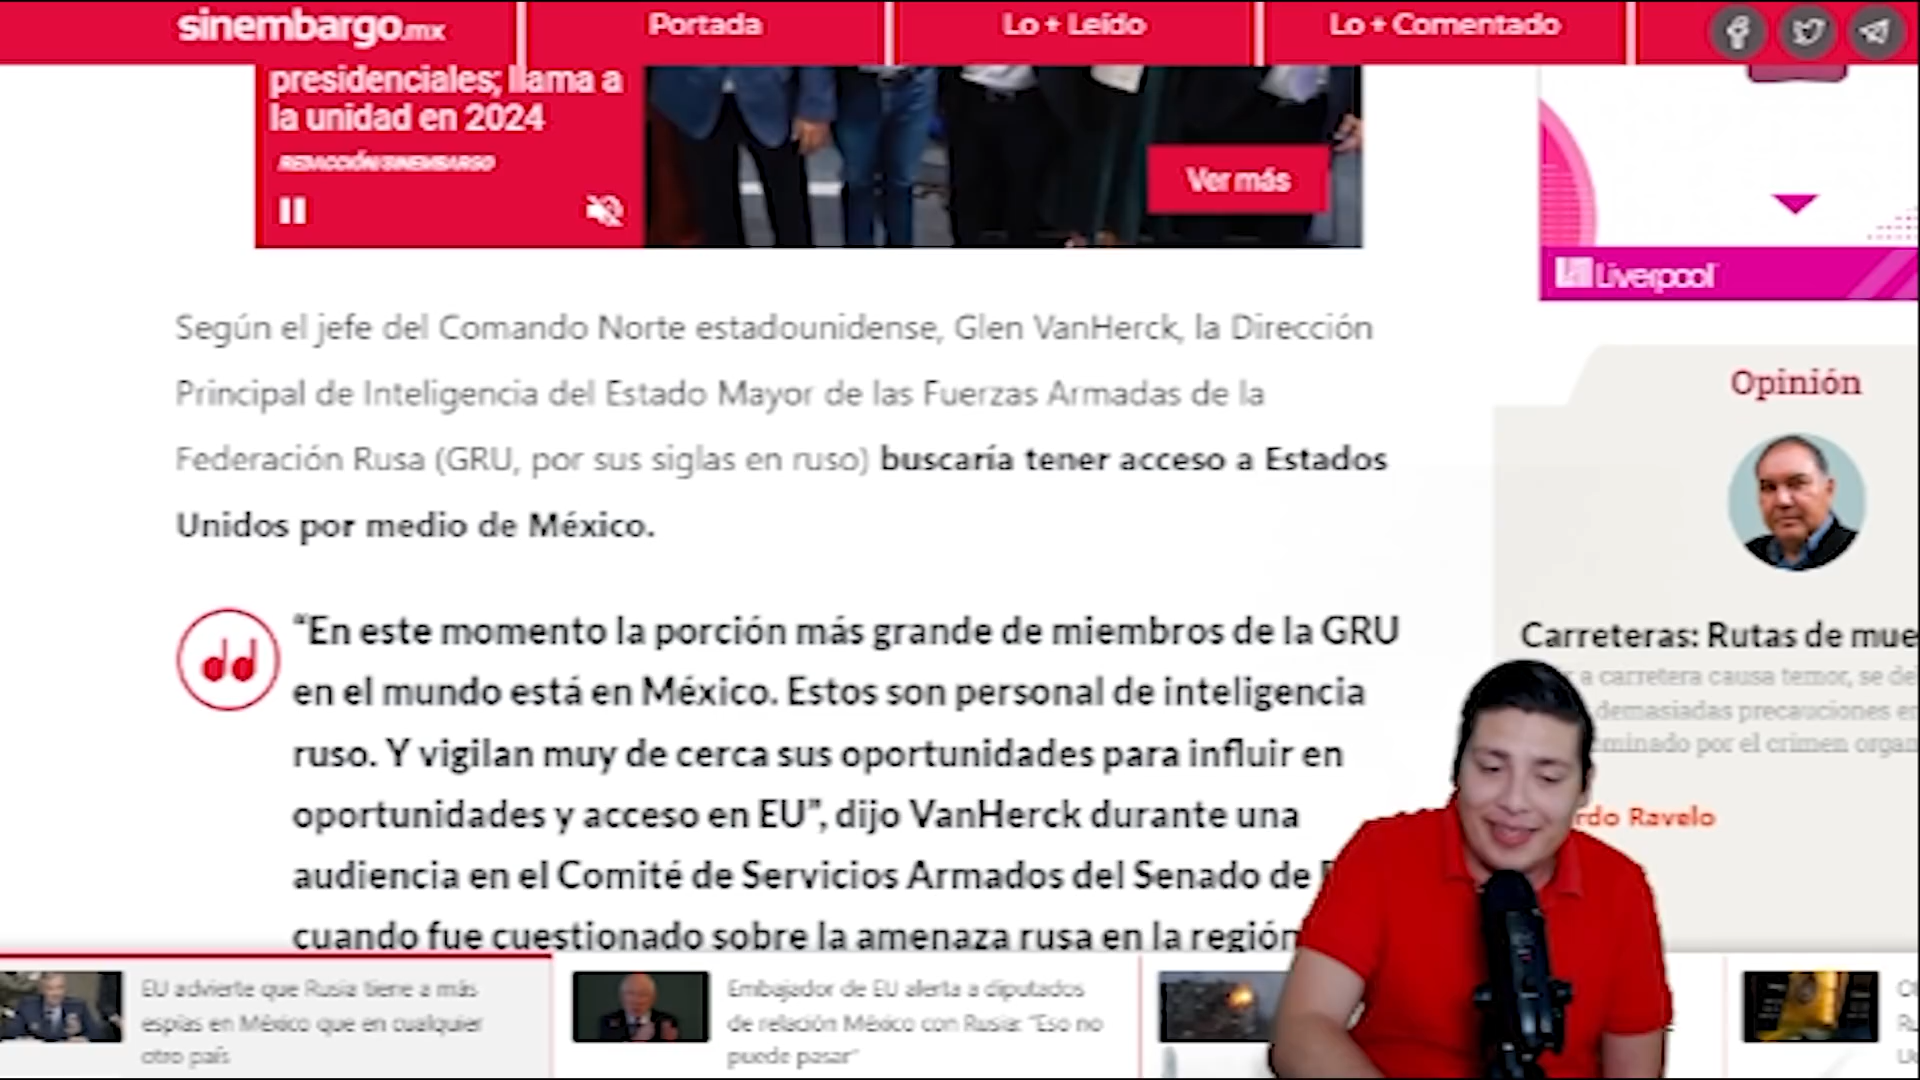 sinembargo.mx
Portada
Lo + Leído
Lo + Comentado
presidenciales; llama a
la unidad en 2024
REDACCIÓN/SINEMBARGO
Ver más
Liverpool
Según el jefe del Comando Norte estadounidense, Glen VanHerck, la Dirección
Principal de Inteligencia del Estado Mayor de las Fuerzas Armadas de la
Federación Rusa (GRU, por sus siglas en ruso) buscaría tener acceso a Estados
Unidos por medio de México.
“En este momento la porción más grande de miembros de la GRU
en el mundo está en México. Estos son personal de inteligencia
ruso. Y vigilan muy de cerca sus oportunidades para influir en
oportunidades y acceso en EU”, dijo VanHerck durante una
audiencia en el Comité de Servicios Armados del Senado de
cuando fue cuestionado sobre la amenaza rusa en la región
Opinión
Carreteras: Rutas de mue
r a carretera causa temor, se de
demasiadas precauciones en
minado por el crimen organ
rdo Ravelo
EU advierte que Rusia tiene a más
espías en México que en cualquier
otro país
Embajador de EU alerta a diputados
de relación México con Rusia: “Eso no
puede pasar”